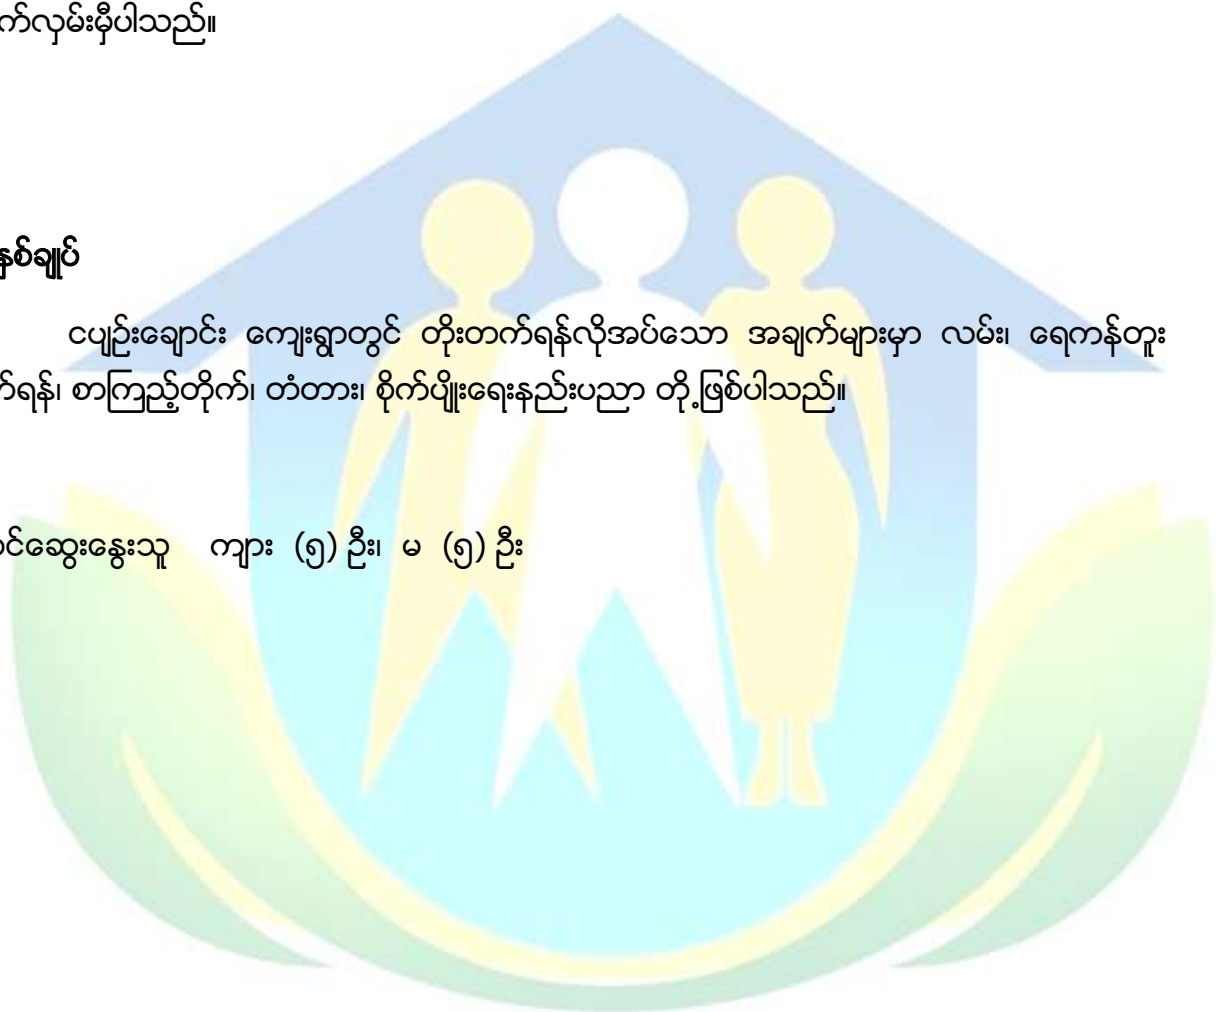 က်လှမ်းမှီပါသည်။
နှစ်ချုပ်
ငပျဉ်းချောင်း ကျေးရွာတွင် တိုးတက်ရန်လိုအပ်သော အချက်များမှာ လမ်း၊ ရေကန်တူး
က်ရန်၊ စာကြည့်တိုက်၊ တံတား၊ စိုက်ပျိုးရေးနည်းပညာ တို့ဖြစ်ပါသည်။
ဝင်ဆွေးနွေးသူ ကျား (၅) ဦး၊ မ (၅) ဦး